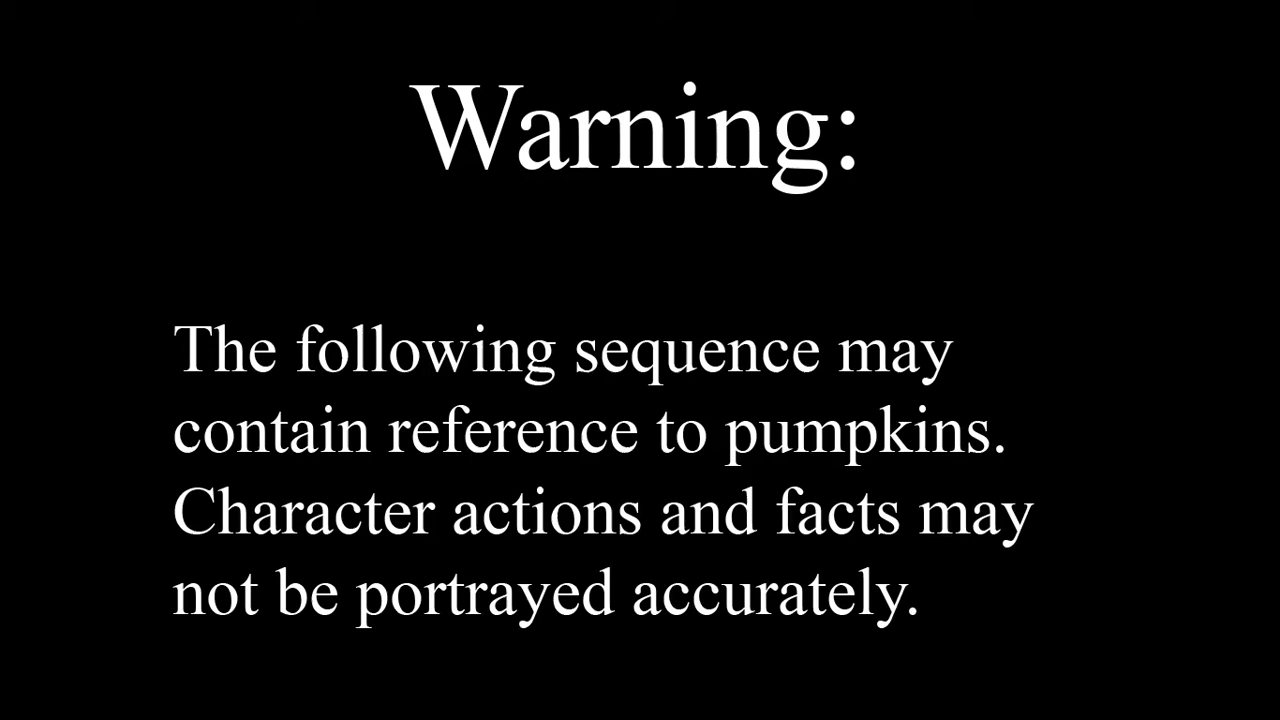 Warning:
The following sequence may
contain reference to pumpkins.
Character actions and facts may
not be portrayed accurately.